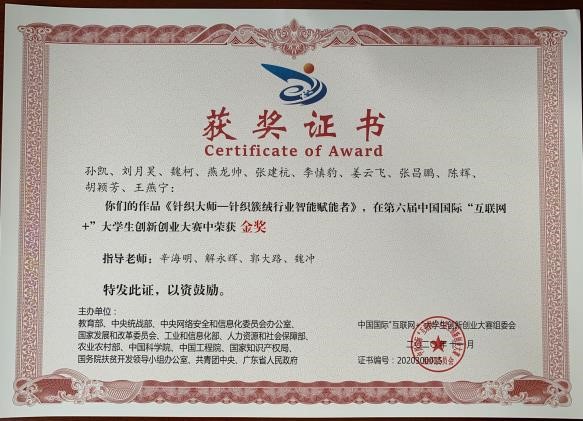 获奖证书
Certificate of Award
孙凯、刘月昊、魏柯、燕龙帅、张建杭、李慎豹、姜云飞、张昌鹏、陈辉、
胡颖芳、王燕宁：
你们的作品《针织大师—针织簇绒行业智能赋能者》，在第六届中国国际“互联网
+”大学生创新创业大赛中荣获 金奖
指导老师：辛海明、解永辉、郭大路、魏冲
特发此证，以资鼓励。
主办单位：
教育部、中央统战部、中央网络安全和信息化委员会办公室、
国家发展和改革委员会、工业和信息化部、人力资源和社会保障部、
农业农村部、中国科学院、中国工程院、国家知识产权局、
国务院扶贫开发领导小组办公室、共青团中央、广东省人民政府
中国国际“互联网+”大学生创新创业大赛组委会
二〇二〇年十一月
证书编号：